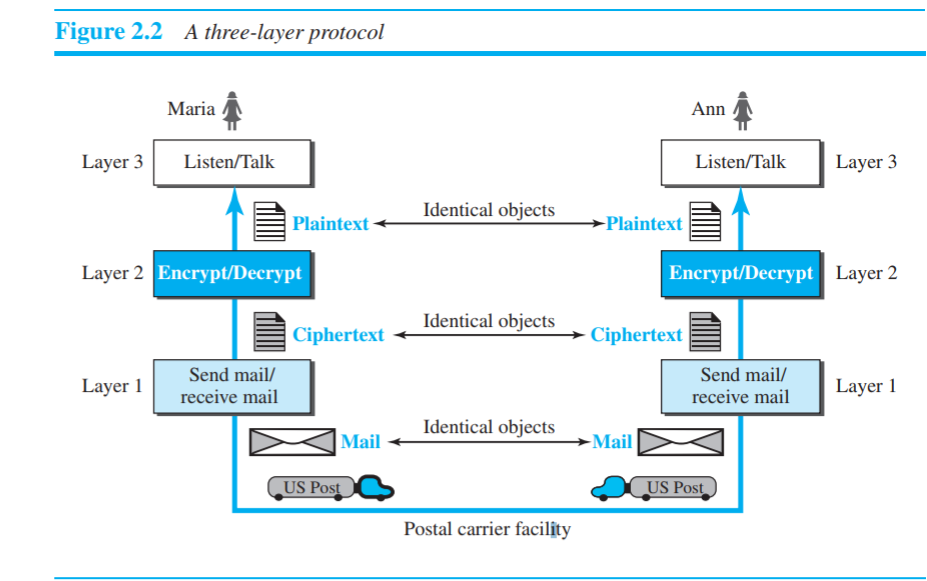 Figure 2.2 A three-layer protocol
Maria
Ann
Layer 3
Listen/Talk
Listen/Talk
Layer 3
Plaintext
Identical objects
Plaintext
Layer 2
Encrypt/Decrypt
Encrypt/Decrypt
Layer 2
Ciphertext
Identical objects
Ciphertext
Layer 1
Send mail/
receive mail
Send mail/
receive mail
Layer 1
Mail
Identical objects
Mail
US Post
US Post
Postal carrier facility